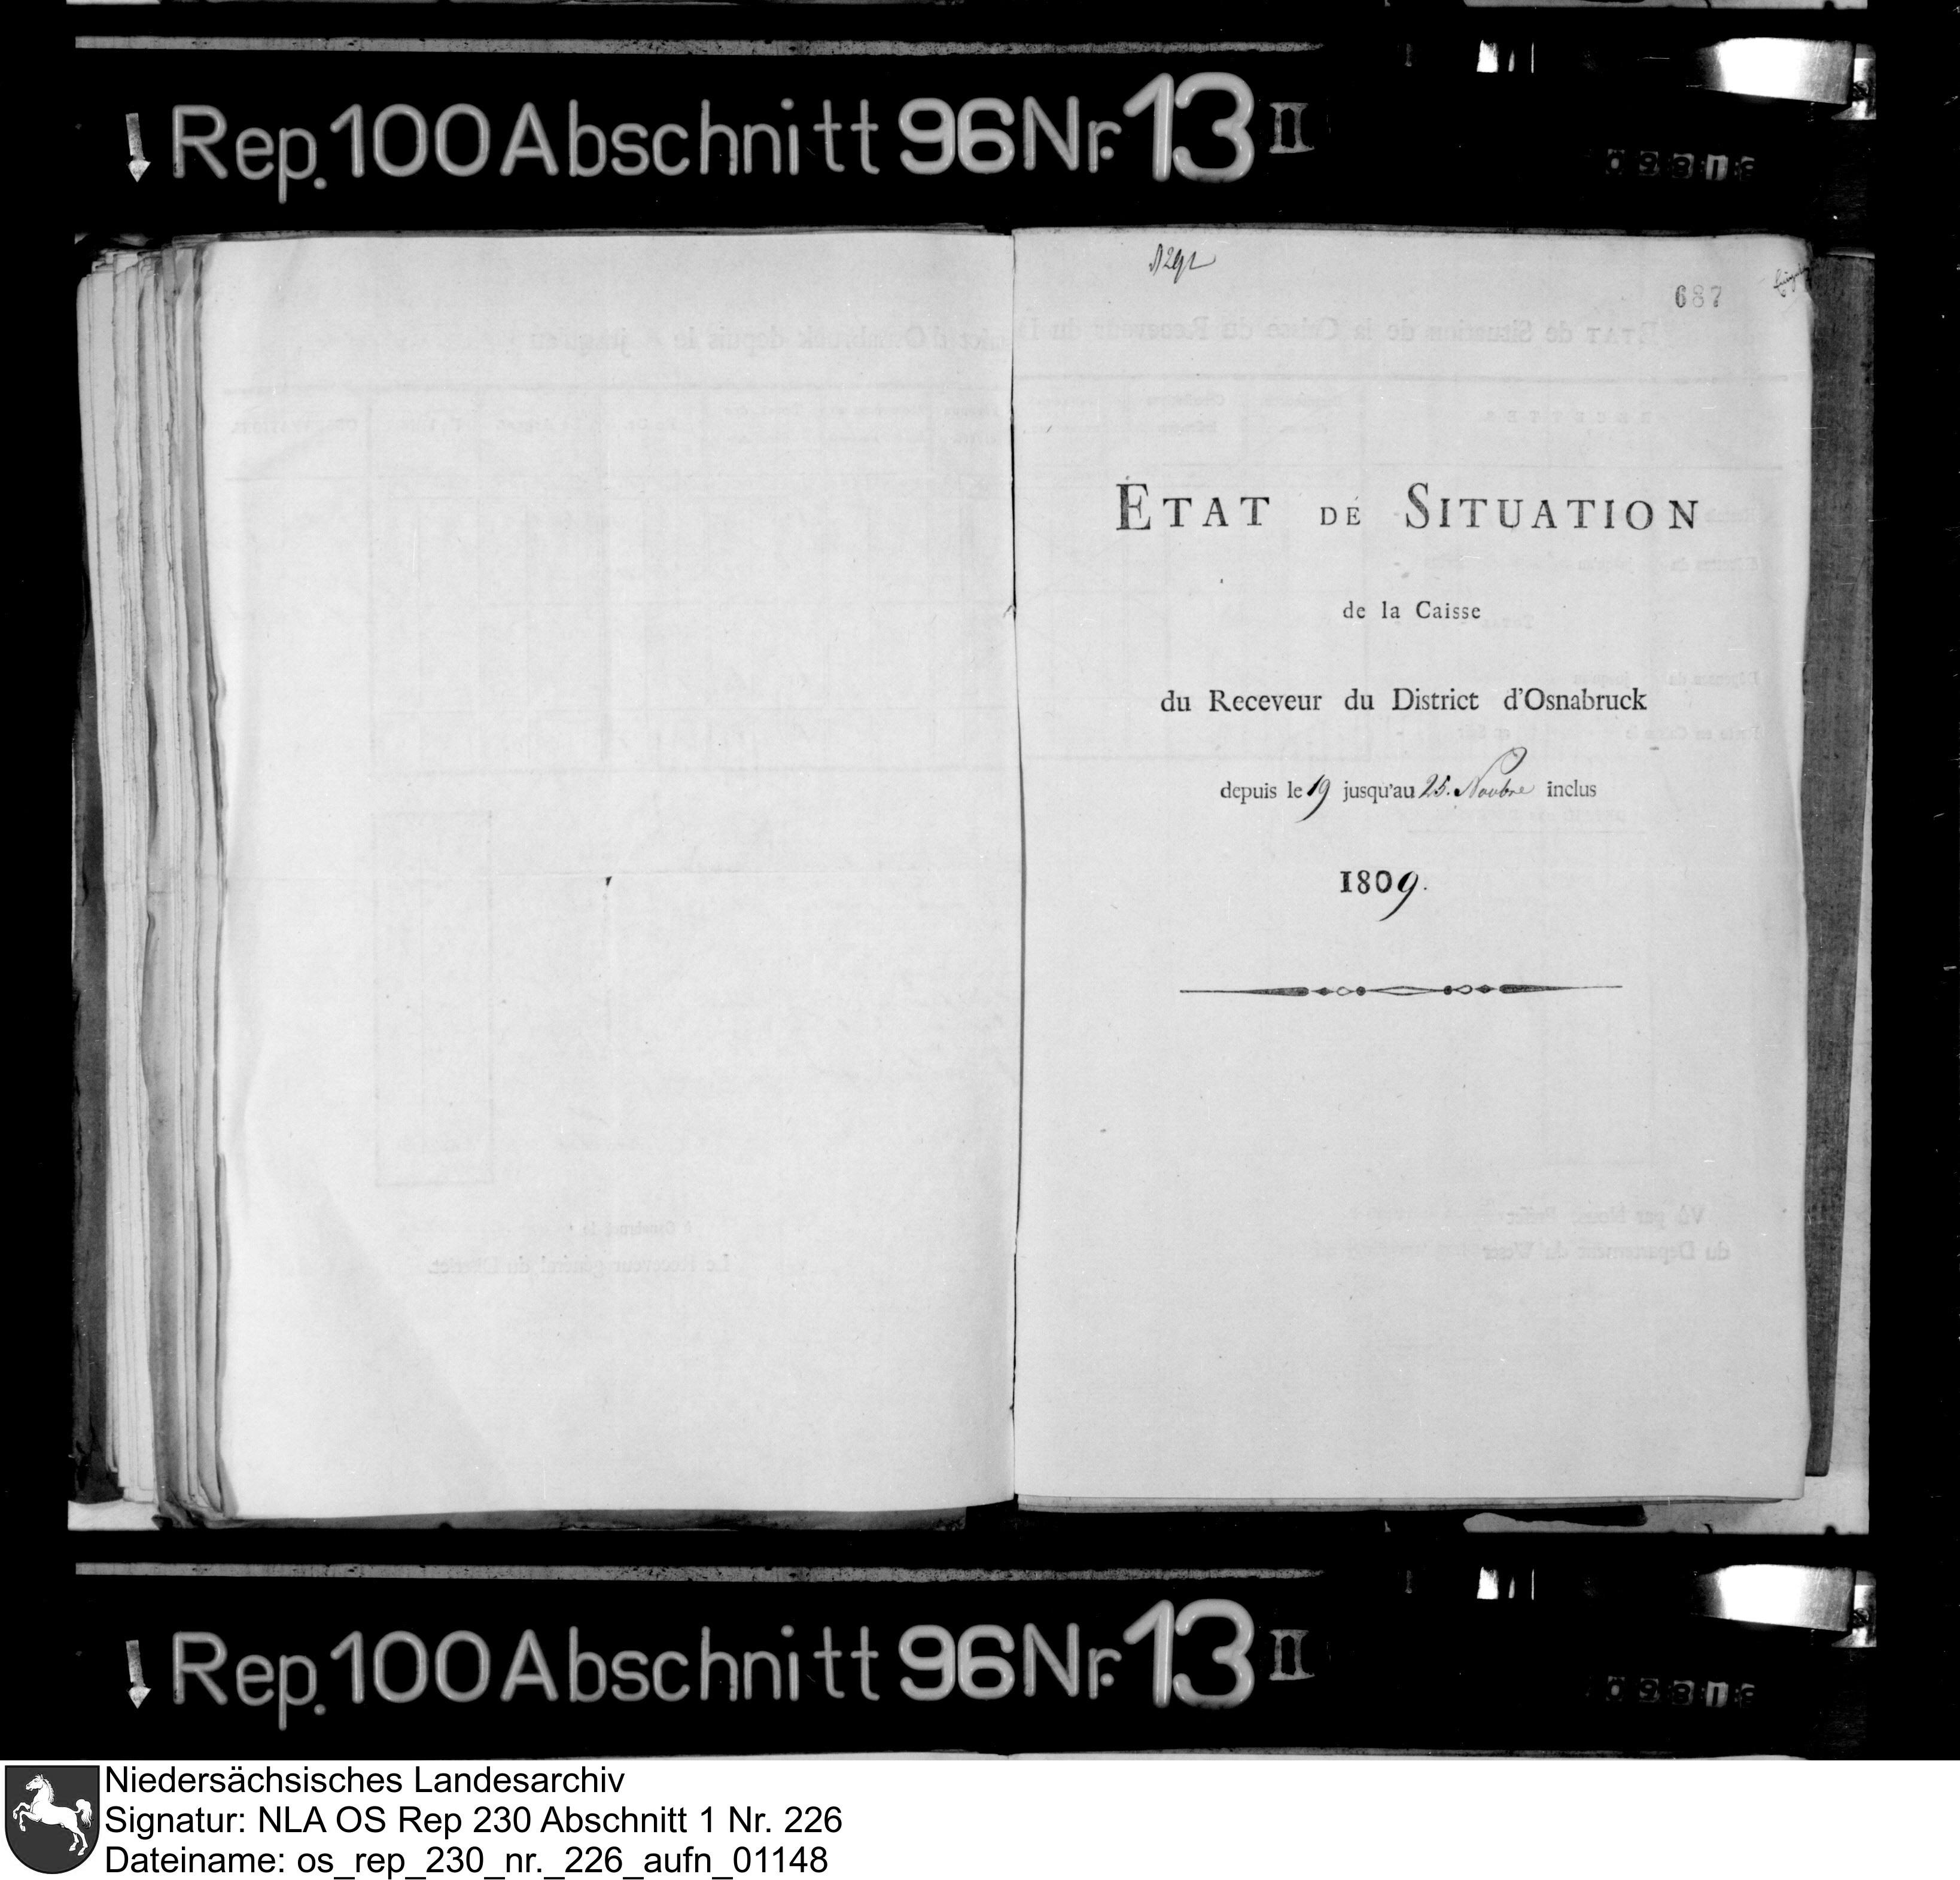 Rep. 100 Abschnitt 96 Nr. 13 II
687
ÉTAT DE SITUATION
de la Caisse
du Receveur du District d'Osnabruck
depuis le 19 jusqu'au 25. Novbre inclus
1809.
Rep. 100 Abschnitt 96 Nr. 13 II
Niedersächsisches Landesarchiv
Signatur: NLA OS Rep 230 Abschnitt 1 Nr. 226
Dateiname: os_rep_230_nr._226_aufn_01148